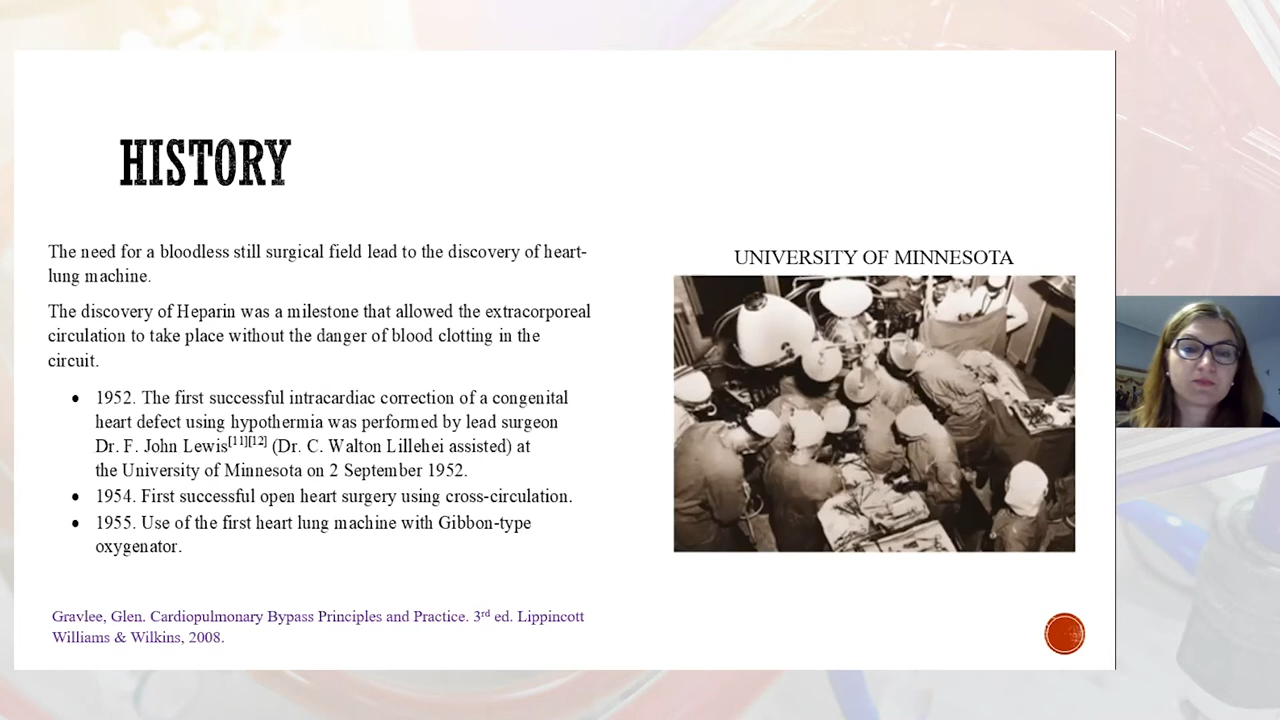 HISTORY
The need for a bloodless still surgical field lead to the discovery of heart-
lung machine.
The discovery of Heparin was a milestone that allowed the extracorporeal
circulation to take place without the danger of blood clotting in the
circuit.
• 1952. The first successful intracardiac correction of a congenital
heart defect using hypothermia was performed by lead surgeon
Dr. F. John Lewis[11][12] (Dr. C. Walton Lillehei assisted) at
the University of Minnesota on 2 September 1952.
• 1954. First successful open heart surgery using cross-circulation.
• 1955. Use of the first heart lung machine with Gibbon-type
oxygenator.
Gravlee, Glen. Cardiopulmonary Bypass Principles and Practice. 3rd ed. Lippincott
Williams & Wilkins, 2008.
UNIVERSITY OF MINNESOTA